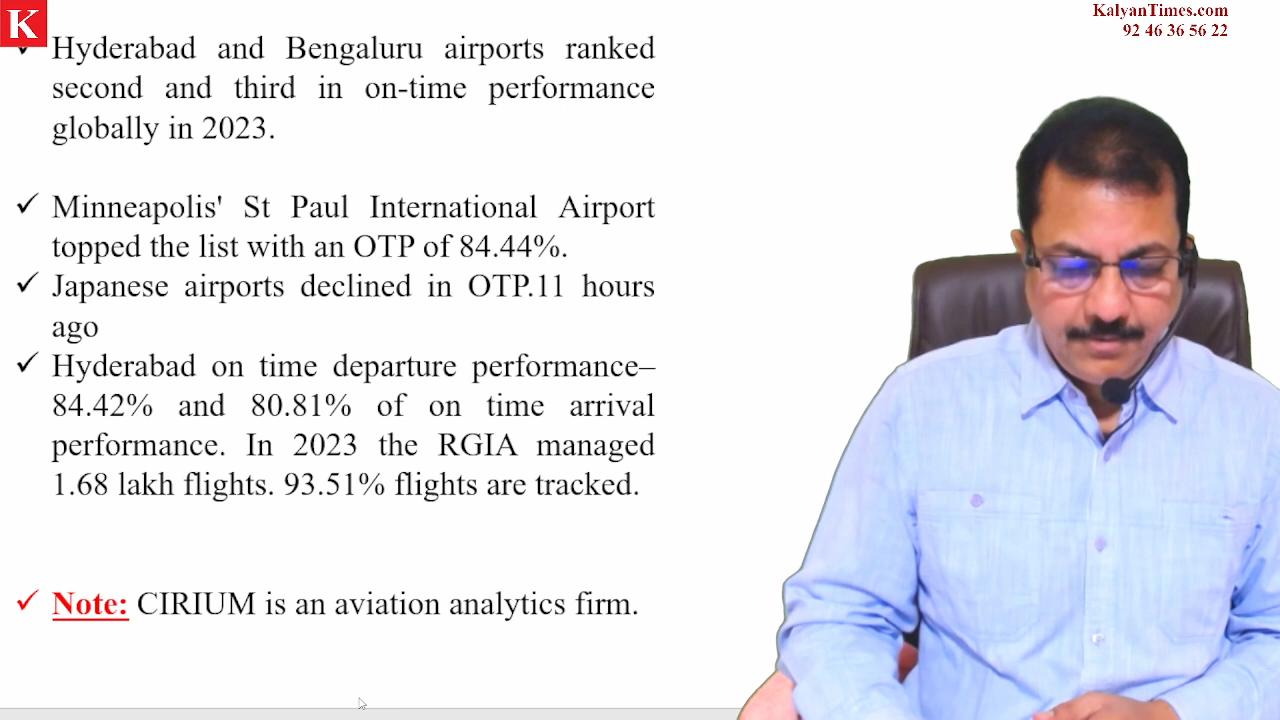 K
KalyanTimes.com
92 46 36 56 22
Hyderabad and Bengaluru airports ranked
second and third in on-time performance
globally in 2023.
Minneapolis' St Paul International Airport
topped the list with an OTP of 84.44%.
Japanese airports declined in OTP.11 hours
ago
Hyderabad on time departure performance–
84.42% and 80.81% of on time arrival
performance. In 2023 the RGIA managed
1.68 lakh flights. 93.51% flights are tracked.
Note: CIRIUM is an aviation analytics firm.